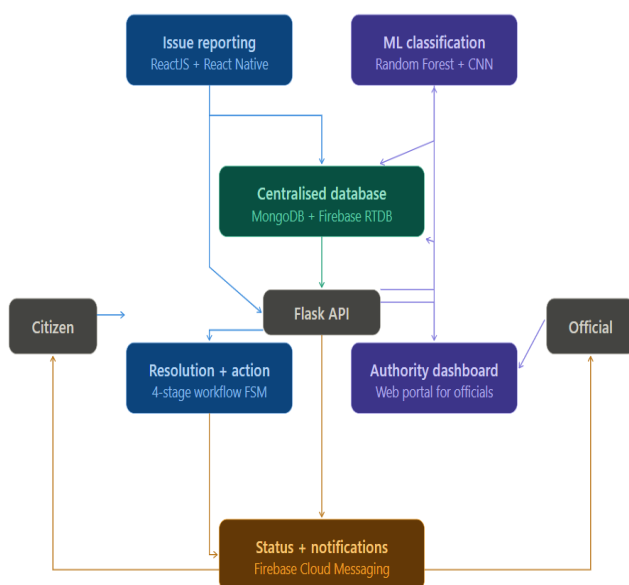 Issue reporting
ReactJS + React Native
ML classification
Random Forest + CNN
Centralised database
MongoDB + Firebase RTDB
Flask API
Citizen
Official
Resolution + action
4-stage workflow FSM
Authority dashboard
Web portal for officials
Status + notifications
Firebase Cloud Messaging